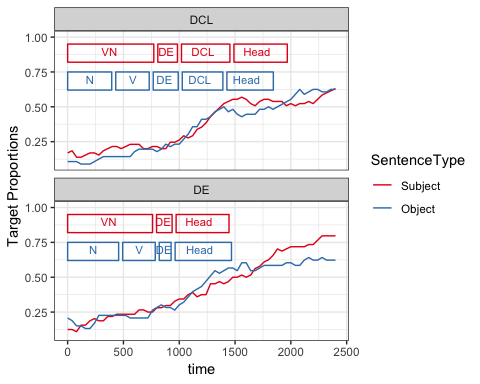 DCL
1.00
VN DE DCL Head
0.75
N V DE DCL Head
0.50
0.25
DE
1.00
VN DE Head
0.75
N V DE Head
0.50
0.25
Target Proportions
0 500 1000 1500 2000 2500
time
SentenceType
Subject
Object